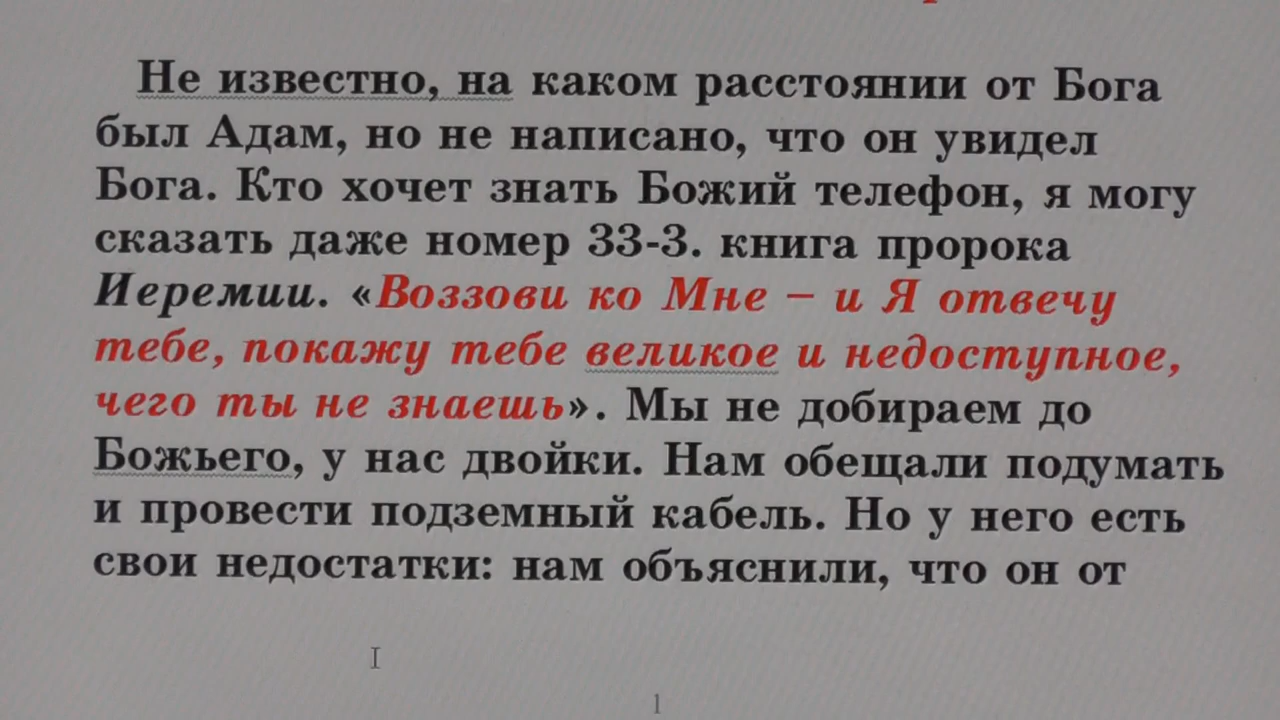 Не известно, на каком расстоянии от Бога
был Адам, но не написано, что он увидел
Бога. Кто хочет знать Божий телефон, я могу
сказать даже номер 33-3. книга пророка
Иеремии. «Воззови ко Мне – и Я отвечу
тебе, покажу тебе великое и недоступное,
чего ты не знаешь». Мы не добираем до
Божьего, у нас двойки. Нам обещали подумать
и провести подземный кабель. Но у него есть
свои недостатки: нам объяснили, что он от
1